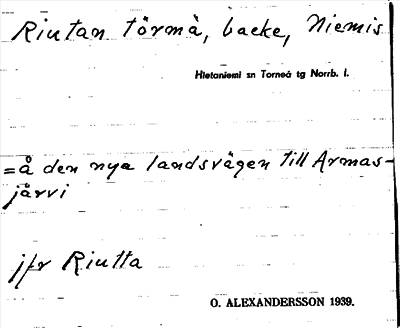 Riutan törmä, backe, Niemis
Hietaniemi sn Torneå tg Norrb. l.
= å den nya landsvägen till Armas-
järvi
jfr Riutta
O. ALEXANDERSSON 1939.